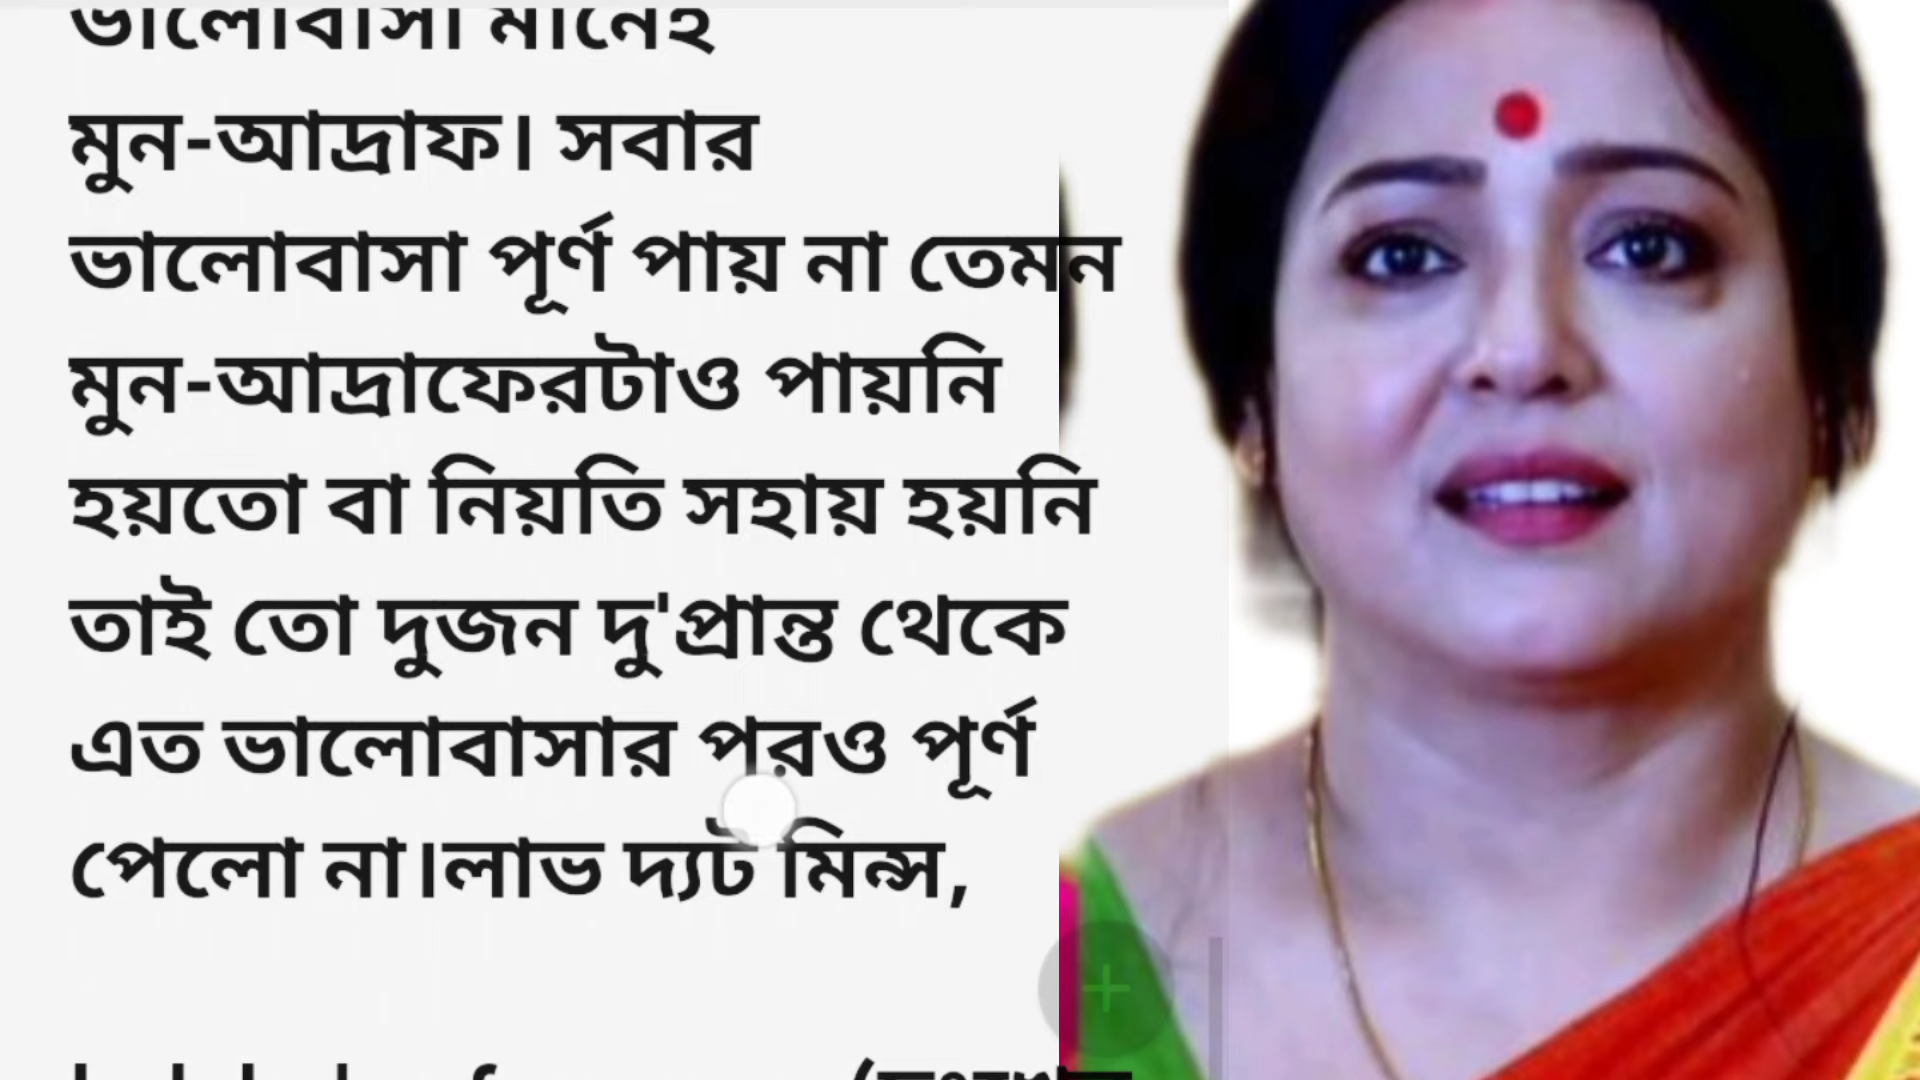 ভালোবাসা মানেই
মুন-আদ্রাফ। সবার
ভালোবাসা পূর্ণ পায় না তেমন
মুন-আদ্রাফেরটাও পায়নি
হয়তো বা নিয়তি সহায় হয়নি
তাই তো দুজন দু'প্রান্ত থেকে
এত ভালোবাসার পরও পূর্ণ
পেলো না।লাভ দ্যট মিন্স,